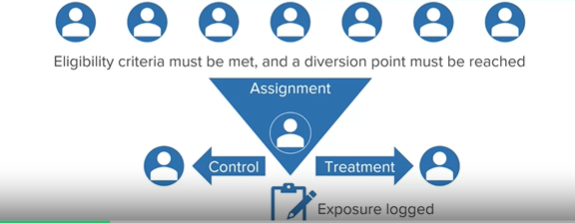 Eligibility criteria must be met, and a diversion point must be reached
Assignment
Control
Treatment
Exposure logged